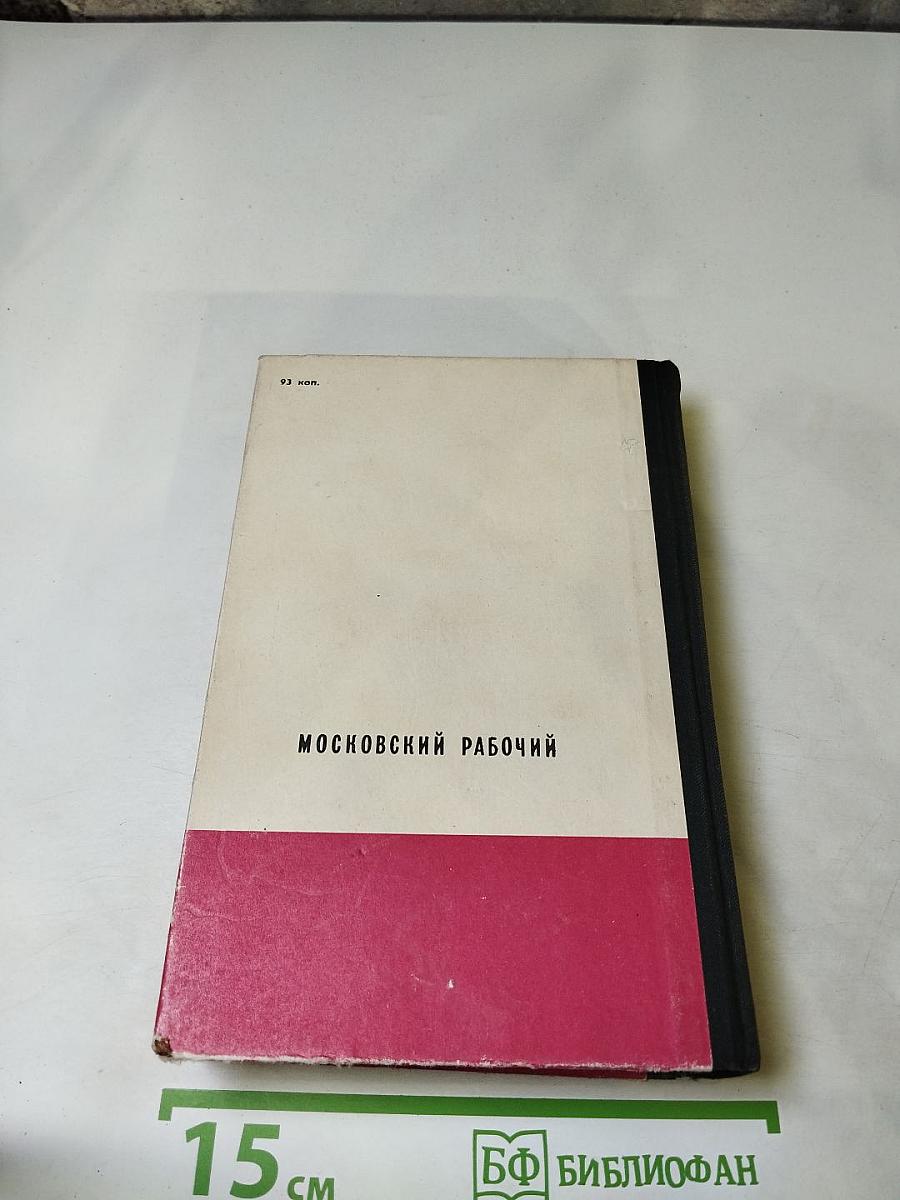 93 коп.
МОСКОВСКИЙ РАБОЧИЙ
15 см
БФ БИБЛИОФАН